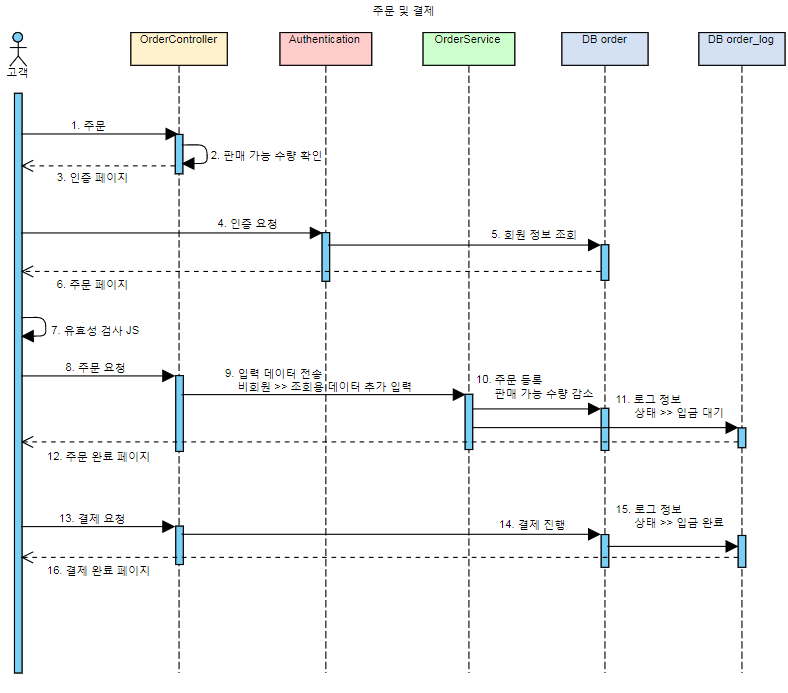 주문 및 결제
고객
OrderController
Authentication
OrderService
DB order
DB order_log
1. 주문
2. 판매 가능 수량 확인
3. 인증 페이지
4. 인증 요청
5. 회원 정보 조회
6. 주문 페이지
7. 유효성 검사 JS
8. 주문 요청
9. 입력 데이터 전송
비회원 >> 조회용 데이터 추가 입력
10. 주문 등록
판매 가능 수량 감소
11. 로그 정보
상태 >> 입금 대기
12. 주문 완료 페이지
13. 결제 요청
14. 결제 진행
15. 로그 정보
상태 >> 입금 완료
16. 결제 완료 페이지